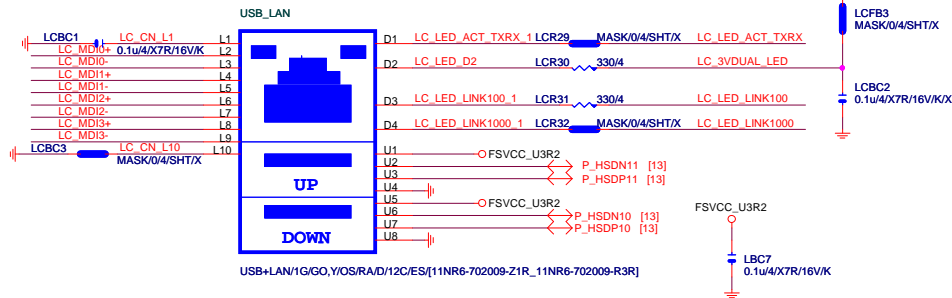 USB_LAN
LCFB3
MASK/0/4/SHT/X
LCBC1 LC_CN_L1 L1 D1 LC_LED_ACT_TXRX_1 LCR29 MASK/0/4/SHT/X LC_LED_ACT_TXRX
0.1u/4/X7R/16V/K
LC_MDI0+ L2
LC_MDI0- L3 D2 LC_LED_D2 LCR30 330/4 LC_3VDUAL_LED
LC_MDI1+ L4
LC_MDI1- L5
LCBC2
0.1u/4/X7R/16V/K/X
LC_MDI2+ L6 D3 LC_LED_LINK100_1 LCR31 330/4 LC_LED_LINK100
LC_MDI2- L7
LC_MDI3+ L8 D4 LC_LED_LINK1000_1 LCR32 MASK/0/4/SHT/X LC_LED_LINK1000
LC_MDI3- L9
LCBC3 LC_CN_L10 L10
MASK/0/4/SHT/X
U1 FSVCC_U3R2
U2 P_HSDN11 [13]
UP U3 P_HSDP11 [13]
U4
U5 FSVCC_U3R2
U6 P_HSDN10 [13]
U7 P_HSDP10 [13]
DOWN U8
FSVCC_U3R2
LBC7
0.1u/4/X7R/16V/K
USB+LAN/1G/GO,Y/OS/RA/D/12C/ES/[11NR6-702009-Z1R_11NR6-702009-R3R]